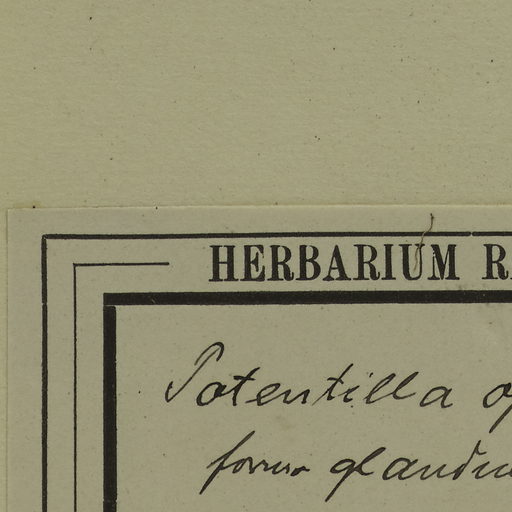 HERBARIUM R
Potentilla o
forma glandu